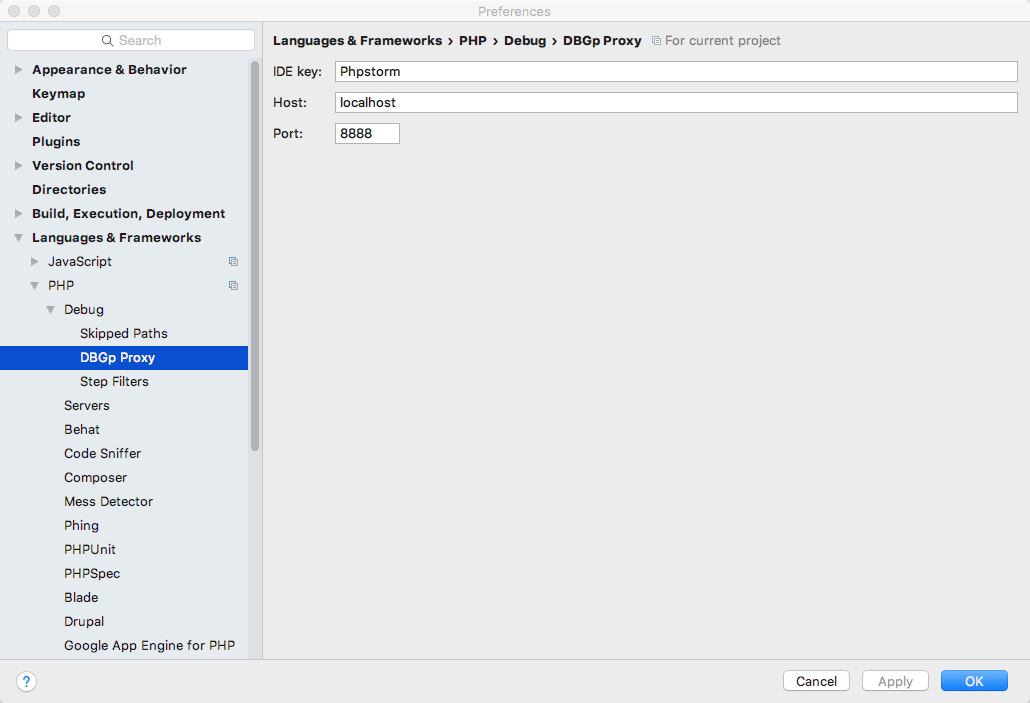 Preferences
Search
Appearance & Behavior
Keymap
Editor
Plugins
Version Control
Directories
Build, Execution, Deployment
Languages & Frameworks
JavaScript
PHP
Debug
Skipped Paths
DBGp Proxy
Step Filters
Servers
Behat
Code Sniffer
Composer
Mess Detector
Phing
PHPUnit
PHPSpec
Blade
Drupal
Google App Engine for PHP
Languages & Frameworks › PHP › Debug › DBGp Proxy For current project
IDE key: Phpstorm
Host: localhost
Port: 8888
? Cancel Apply OK